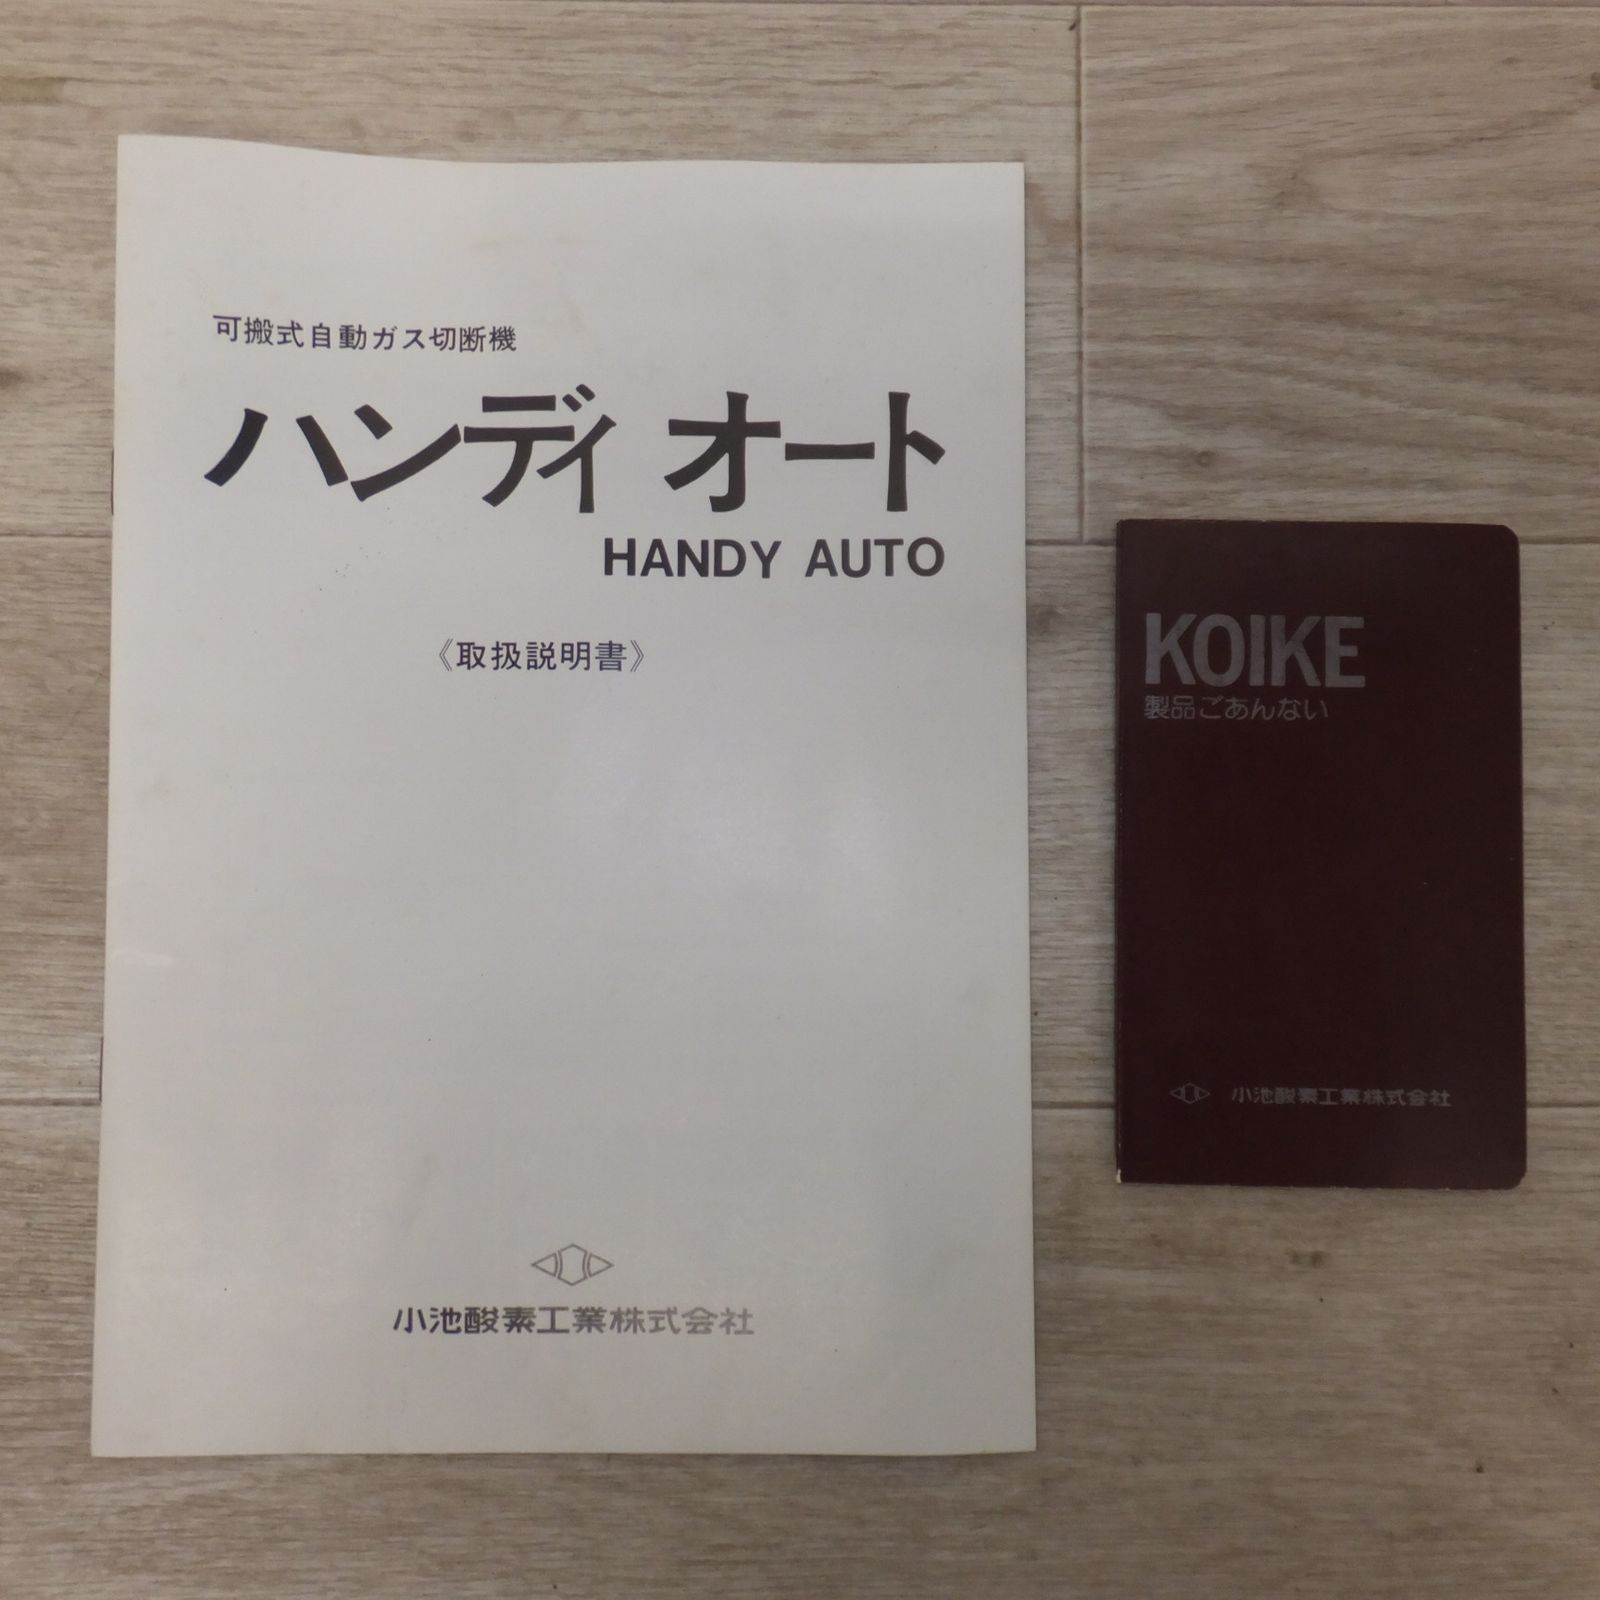 可搬式自動ガス切断機
ハンディ オート
HANDY AUTO
《取扱説明書》
小池酸素工業株式会社
KOIKE
製品ごあんない
小池酸素工業株式会社